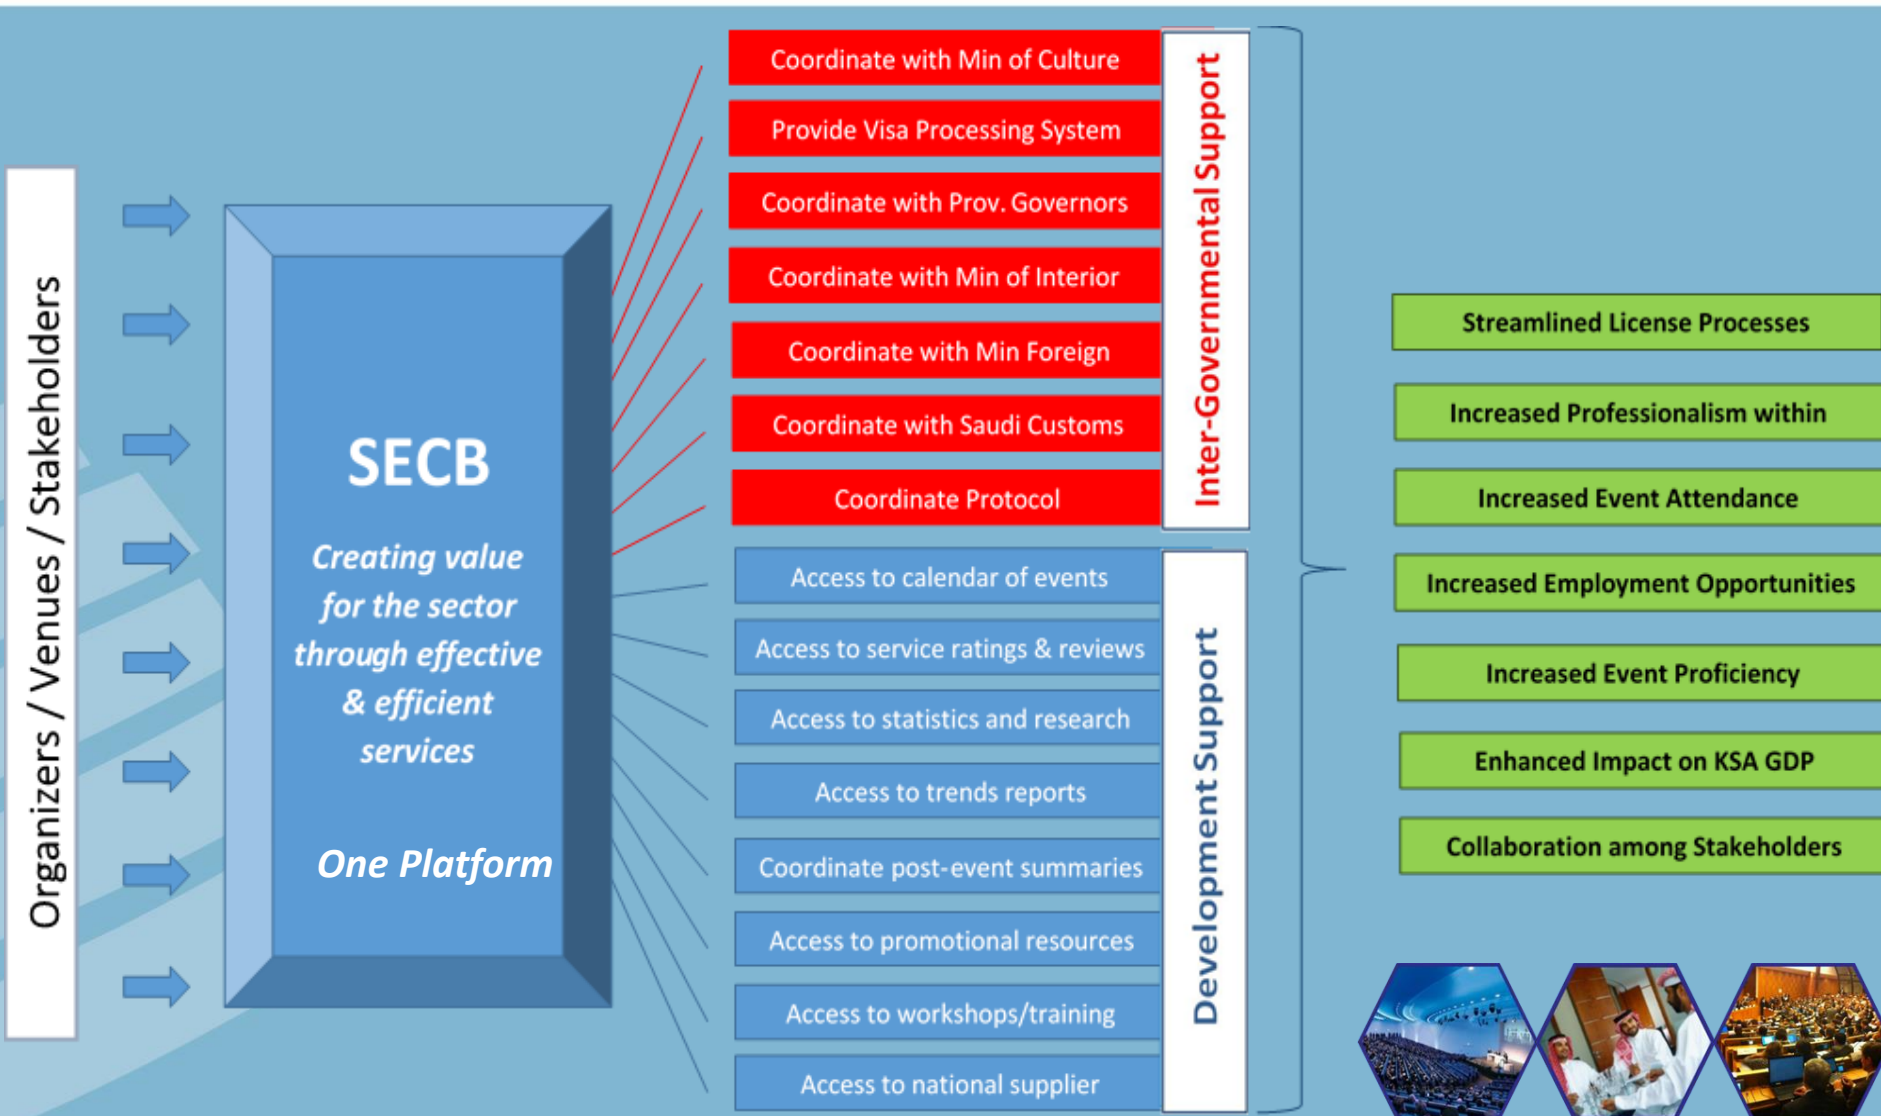 Organizers / Venues / Stakeholders
SECB
Creating value
for the sector
through effective
& efficient
services
One Platform
Coordinate with Min of Culture
Provide Visa Processing System
Coordinate with Prov. Governors
Coordinate with Min of Interior
Coordinate with Min Foreign
Coordinate with Saudi Customs
Coordinate Protocol
Inter-Governmental Support
Access to calendar of events
Access to service ratings & reviews
Access to statistics and research
Access to trends reports
Coordinate post-event summaries
Access to promotional resources
Access to workshops/training
Access to national supplier
Development Support
Streamlined License Processes
Increased Professionalism within
Increased Event Attendance
Increased Employment Opportunities
Increased Event Proficiency
Enhanced Impact on KSA GDP
Collaboration among Stakeholders